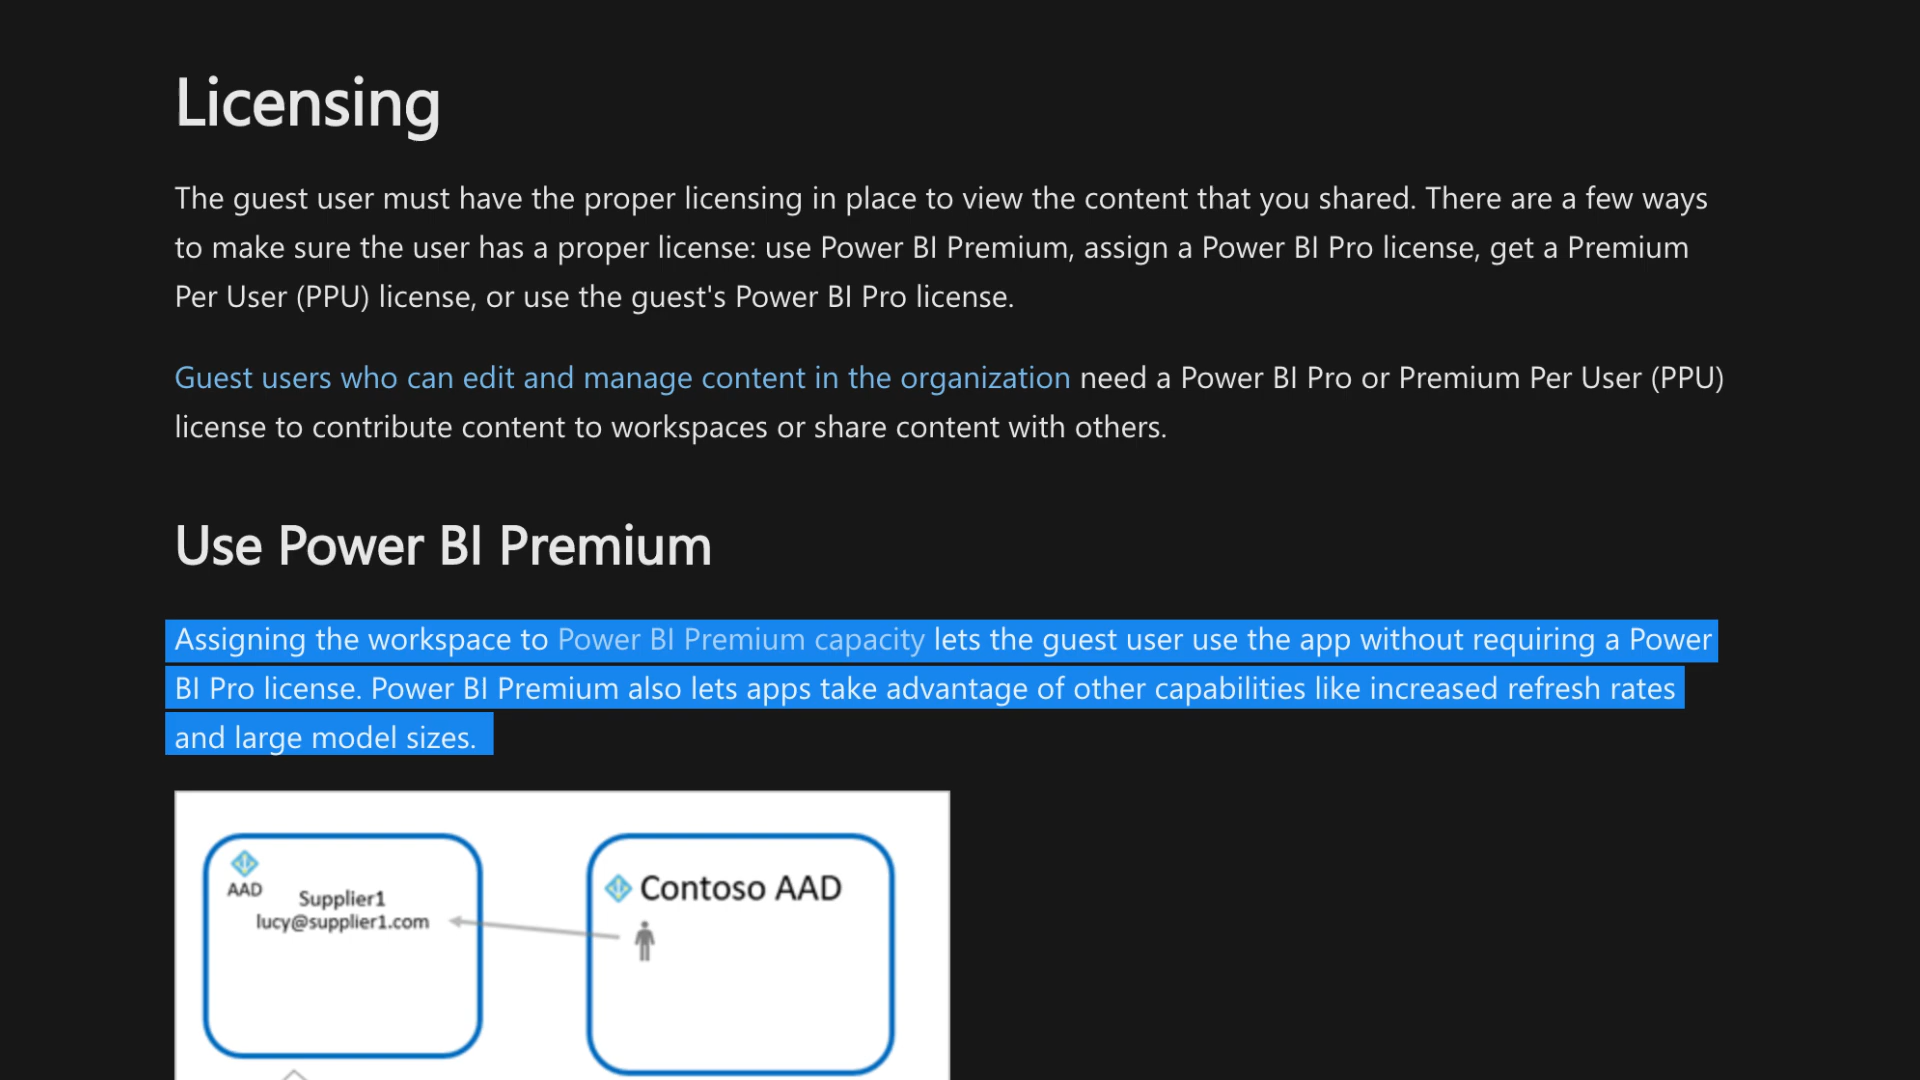 Licensing
The guest user must have the proper licensing in place to view the content that you shared. There are a few ways
to make sure the user has a proper license: use Power BI Premium, assign a Power BI Pro license, get a Premium
Per User (PPU) license, or use the guest's Power BI Pro license.
Guest users who can edit and manage content in the organization need a Power BI Pro or Premium Per User (PPU)
license to contribute content to workspaces or share content with others.
Use Power BI Premium
Assigning the workspace to Power BI Premium capacity lets the guest user use the app without requiring a Power
BI Pro license. Power BI Premium also lets apps take advantage of other capabilities like increased refresh rates
and large model sizes.
AAD
Supplier1
lucy@supplier1.com
Contoso AAD